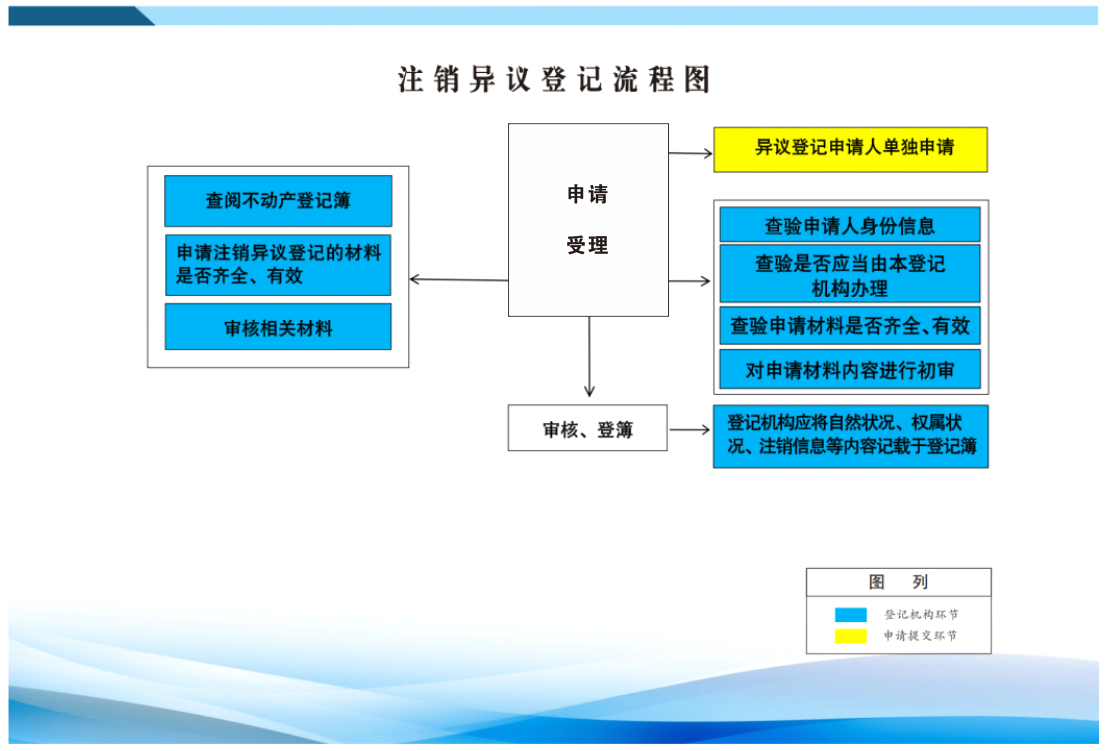 注销异议登记流程图
申请
受理
异议登记申请人单独申请
查阅不动产登记簿
申请注销异议登记的材料
是否齐全、有效
审核相关材料
查验申请人身份信息
查验是否应当由本登记
机构办理
查验申请材料是否齐全、有效
对申请材料内容进行初审
审核、登簿
登记机构应将自然状况、权属状
况、注销信息等内容记载于登记簿
图 列
登记机构环节
申请提交环节